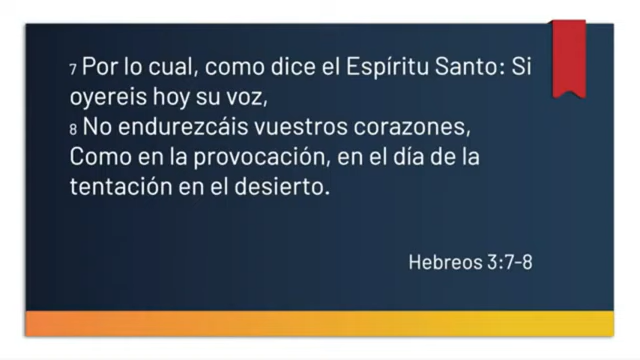 7 Por lo cual, como dice el Espíritu Santo: Si
oyereis hoy su voz,
8 No endurezcáis vuestros corazones,
Como en la provocación, en el día de la
tentación en el desierto.
Hebreos 3:7-8